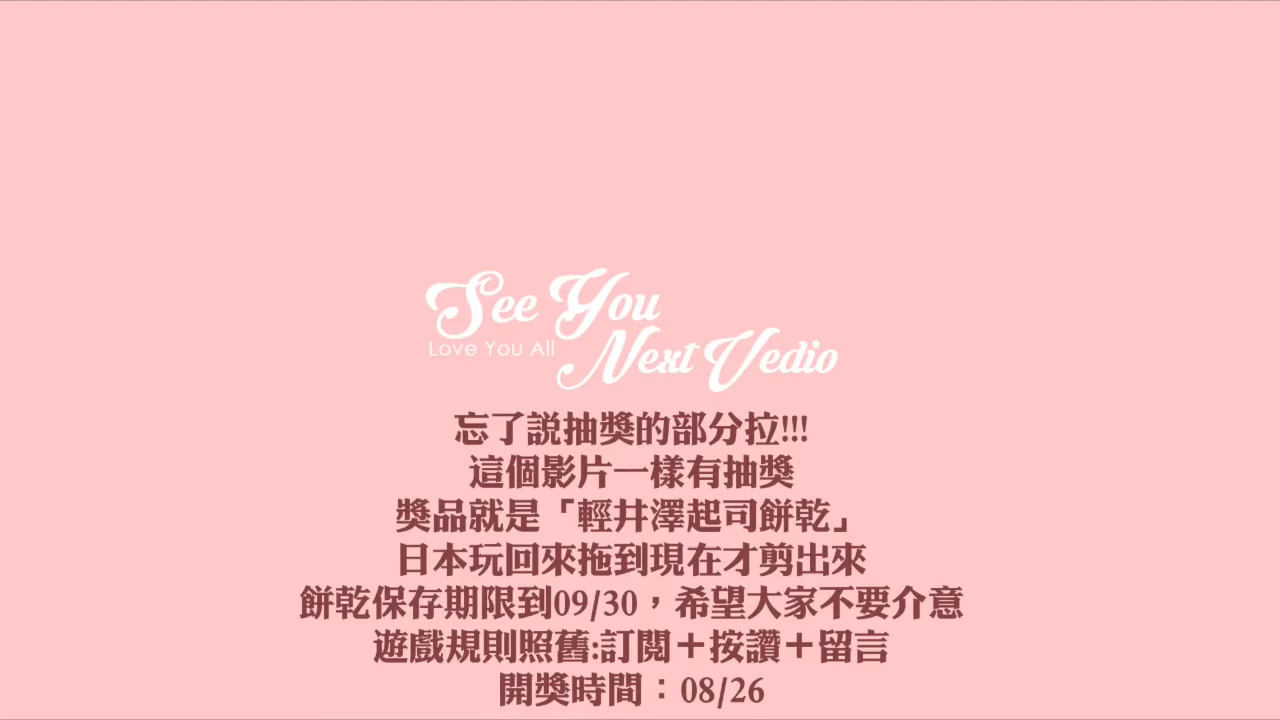 See You
Love You All
Next Vedio
忘了説抽獎的部分拉!!!
這個影片一樣有抽獎
獎品就是「輕井澤起司餅乾」
日本玩回來拖到現在才剪出來
餅乾保存期限到09/30，希望大家不要介意
遊戲規則照舊:訂閱＋按讚＋留言
開獎時間：08/26